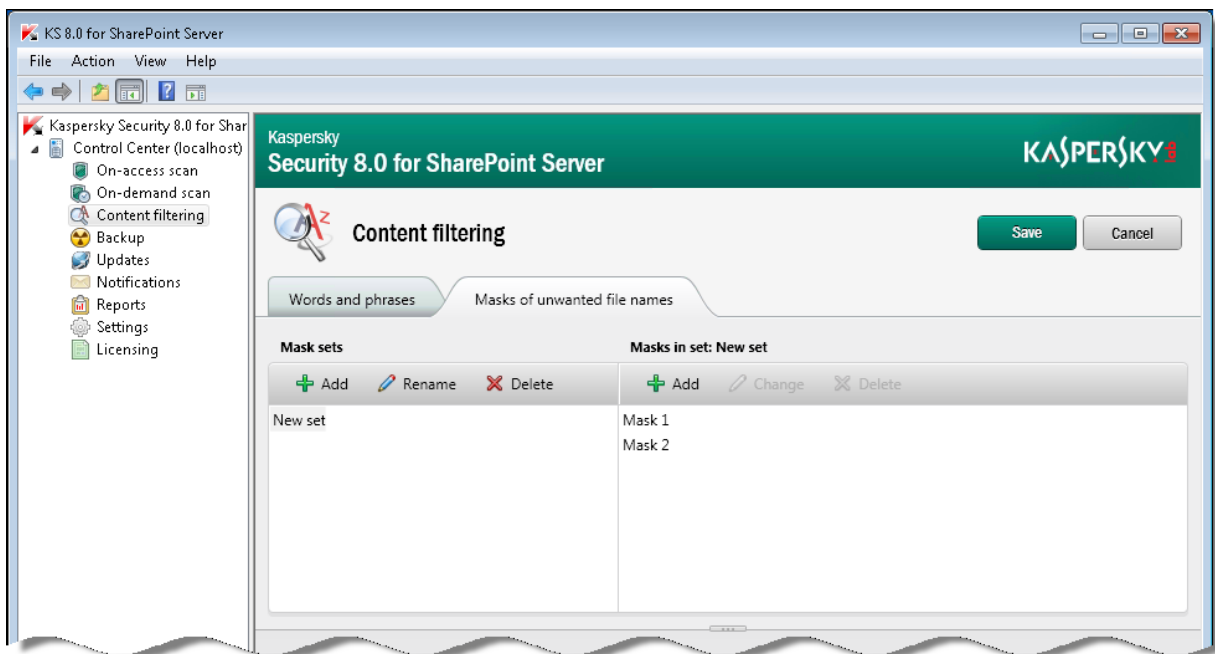 KS 8.0 for SharePoint Server
File Action View Help
Kaspersky Security 8.0 for Shar
Control Center (localhost)
On-access scan
On-demand scan
Content filtering
Backup
Updates
Notifications
Reports
Settings
Licensing
Kaspersky
Security 8.0 for SharePoint Server
KASPERSKY lab
Content filtering
Save Cancel
Words and phrases Masks of unwanted file names
Mask sets Masks in set: New set
Add Rename Delete Add Change Delete
New set Mask 1
Mask 2